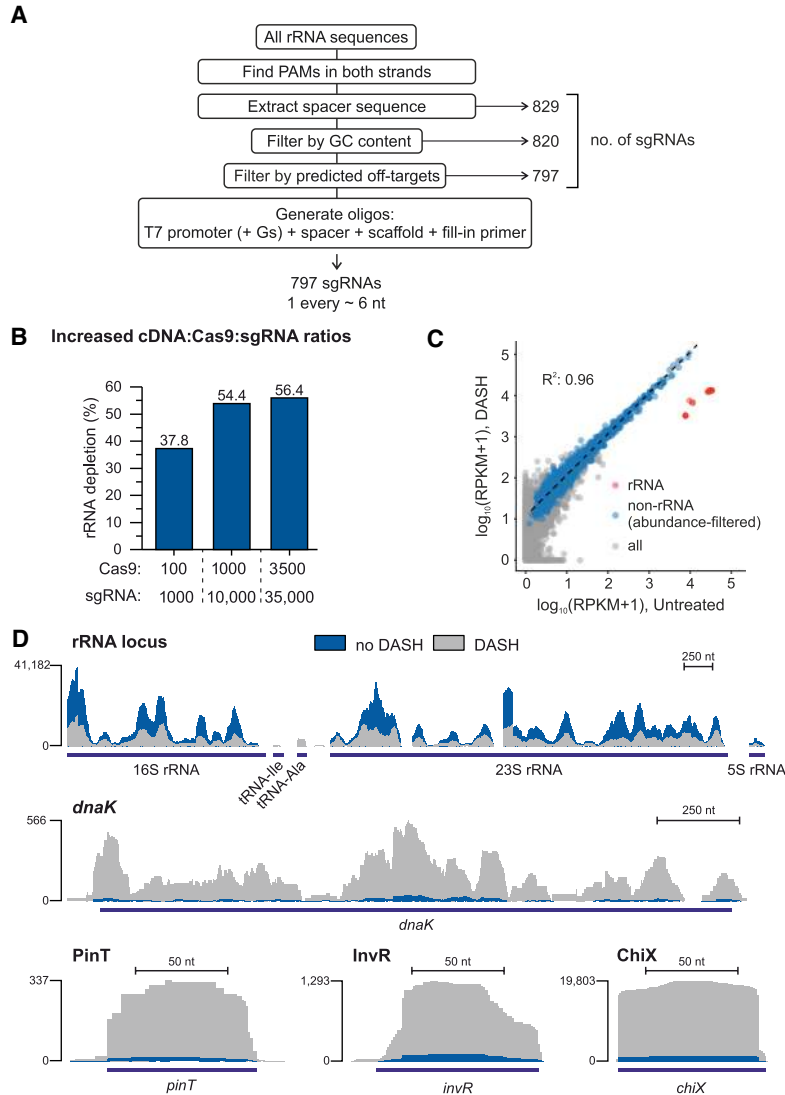 A
All rRNA sequences
Find PAMs in both strands
Extract spacer sequence
829
Filter by GC content
820
no. of sgRNAs
Filter by predicted off-targets
797
Generate oligos:
T7 promoter (+ Gs) + spacer + scaffold + fill-in primer
797 sgRNAs
1 every ~ 6 nt
B
Increased cDNA:Cas9:sgRNA ratios
rRNA depletion (%)
60
50
40
30
20
10
0
37.8
54.4
56.4
Cas9: 100 1000 3500
sgRNA: 1000 10,000 35,000
C
log10(RPKM+1), DASH
5
4
3
2
1
0
R²: 0.96
rRNA
non-rRNA
(abundance-filtered)
all
0 1 2 3 4 5
log10(RPKM+1), Untreated
D
rRNA locus
no DASH
DASH
250 nt
41,182
0
16S rRNA
tRNA-Ile
tRNA-Ala
23S rRNA
5S rRNA
dnaK
250 nt
566
0
dnaK
PinT
50 nt
337
0
pinT
InvR
50 nt
1,293
0
invR
ChiX
50 nt
19,803
0
chiX